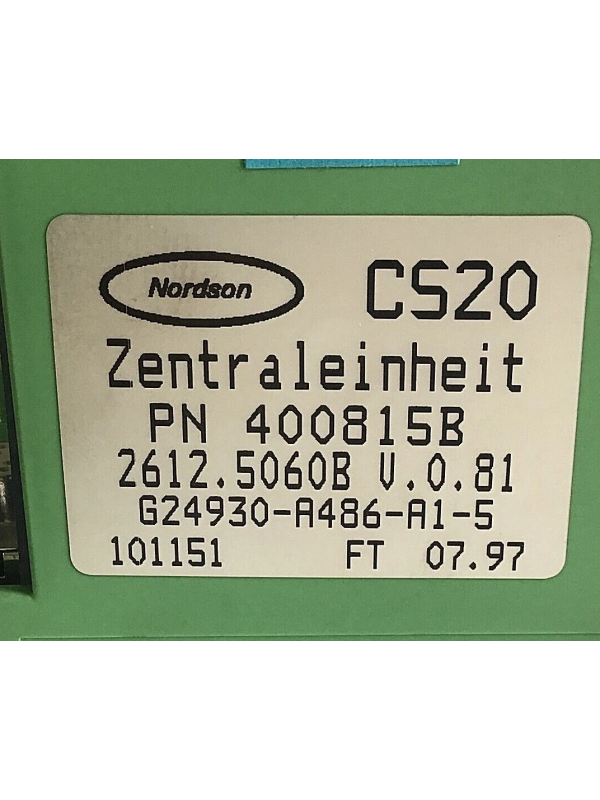 Nordson CS20
Zentraleinheit
PN 400815B
2612.5060B V.0.81
G24930-A486-A1-5
101151 FT 07.97